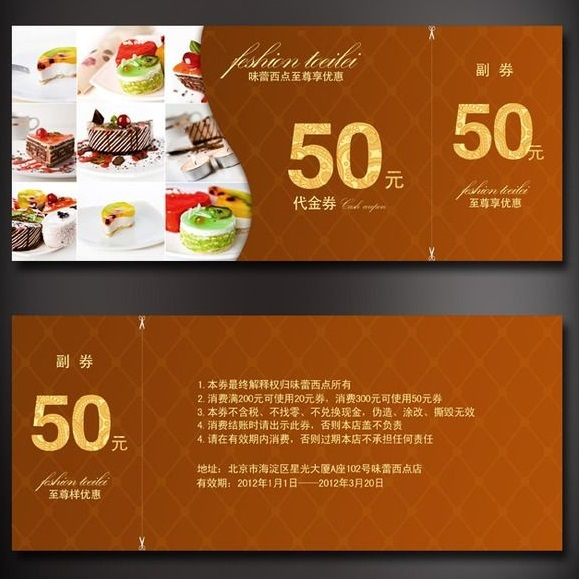 fashion toeilei
味蕾西点至尊享优惠
50元
代金券 Cash coupon
副 券
50元
fashion toeilei
至尊享优惠
副 券
50元
fashion toeilei
至尊样优惠
1. 本券最终解释权归味蕾西点所有
2. 消费满200元可使用20元券，消费300元可使用50元券
3. 本券不含税、不找零、不兑换现金，伪造、涂改、撕毁无效
4. 消费结账时请出示此券，否则本店盖不负责
4. 请在有效期内消费，否则过期本店不承担任何责任
地址：北京市海淀区星光大厦A座102号味蕾西点店
有效期：2012年1月1日——2012年3月20日